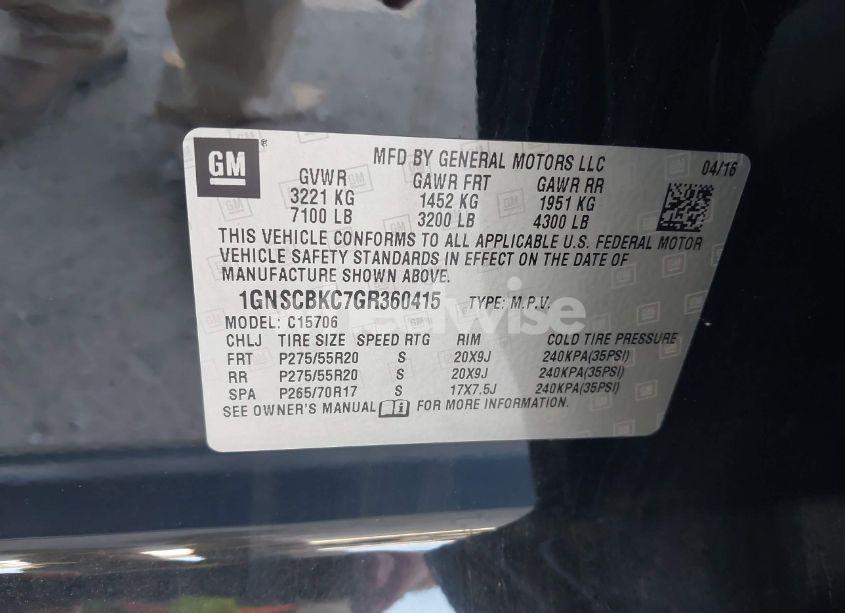 GM® MFD BY GENERAL MOTORS LLC 04/16
GVWR GAWR FRT GAWR RR
3221 KG 1452 KG 1951 KG
7100 LB 3200 LB 4300 LB
THIS VEHICLE CONFORMS TO ALL APPLICABLE U.S. FEDERAL MOTOR
VEHICLE SAFETY STANDARDS IN EFFECT ON THE DATE OF
MANUFACTURE SHOWN ABOVE.
1GNSCBKC7GR360415 TYPE: M.P.V.
MODEL: C15706
CHLJ TIRE SIZE SPEED RTG RIM COLD TIRE PRESSURE
FRT P275/55R20 S 20X9J 240KPA(35PSI)
RR P275/55R20 S 20X9J 240KPA(35PSI)
SPA P265/70R17 S 17X7.5J 240KPA(35PSI)
SEE OWNER'S MANUAL FOR MORE INFORMATION.